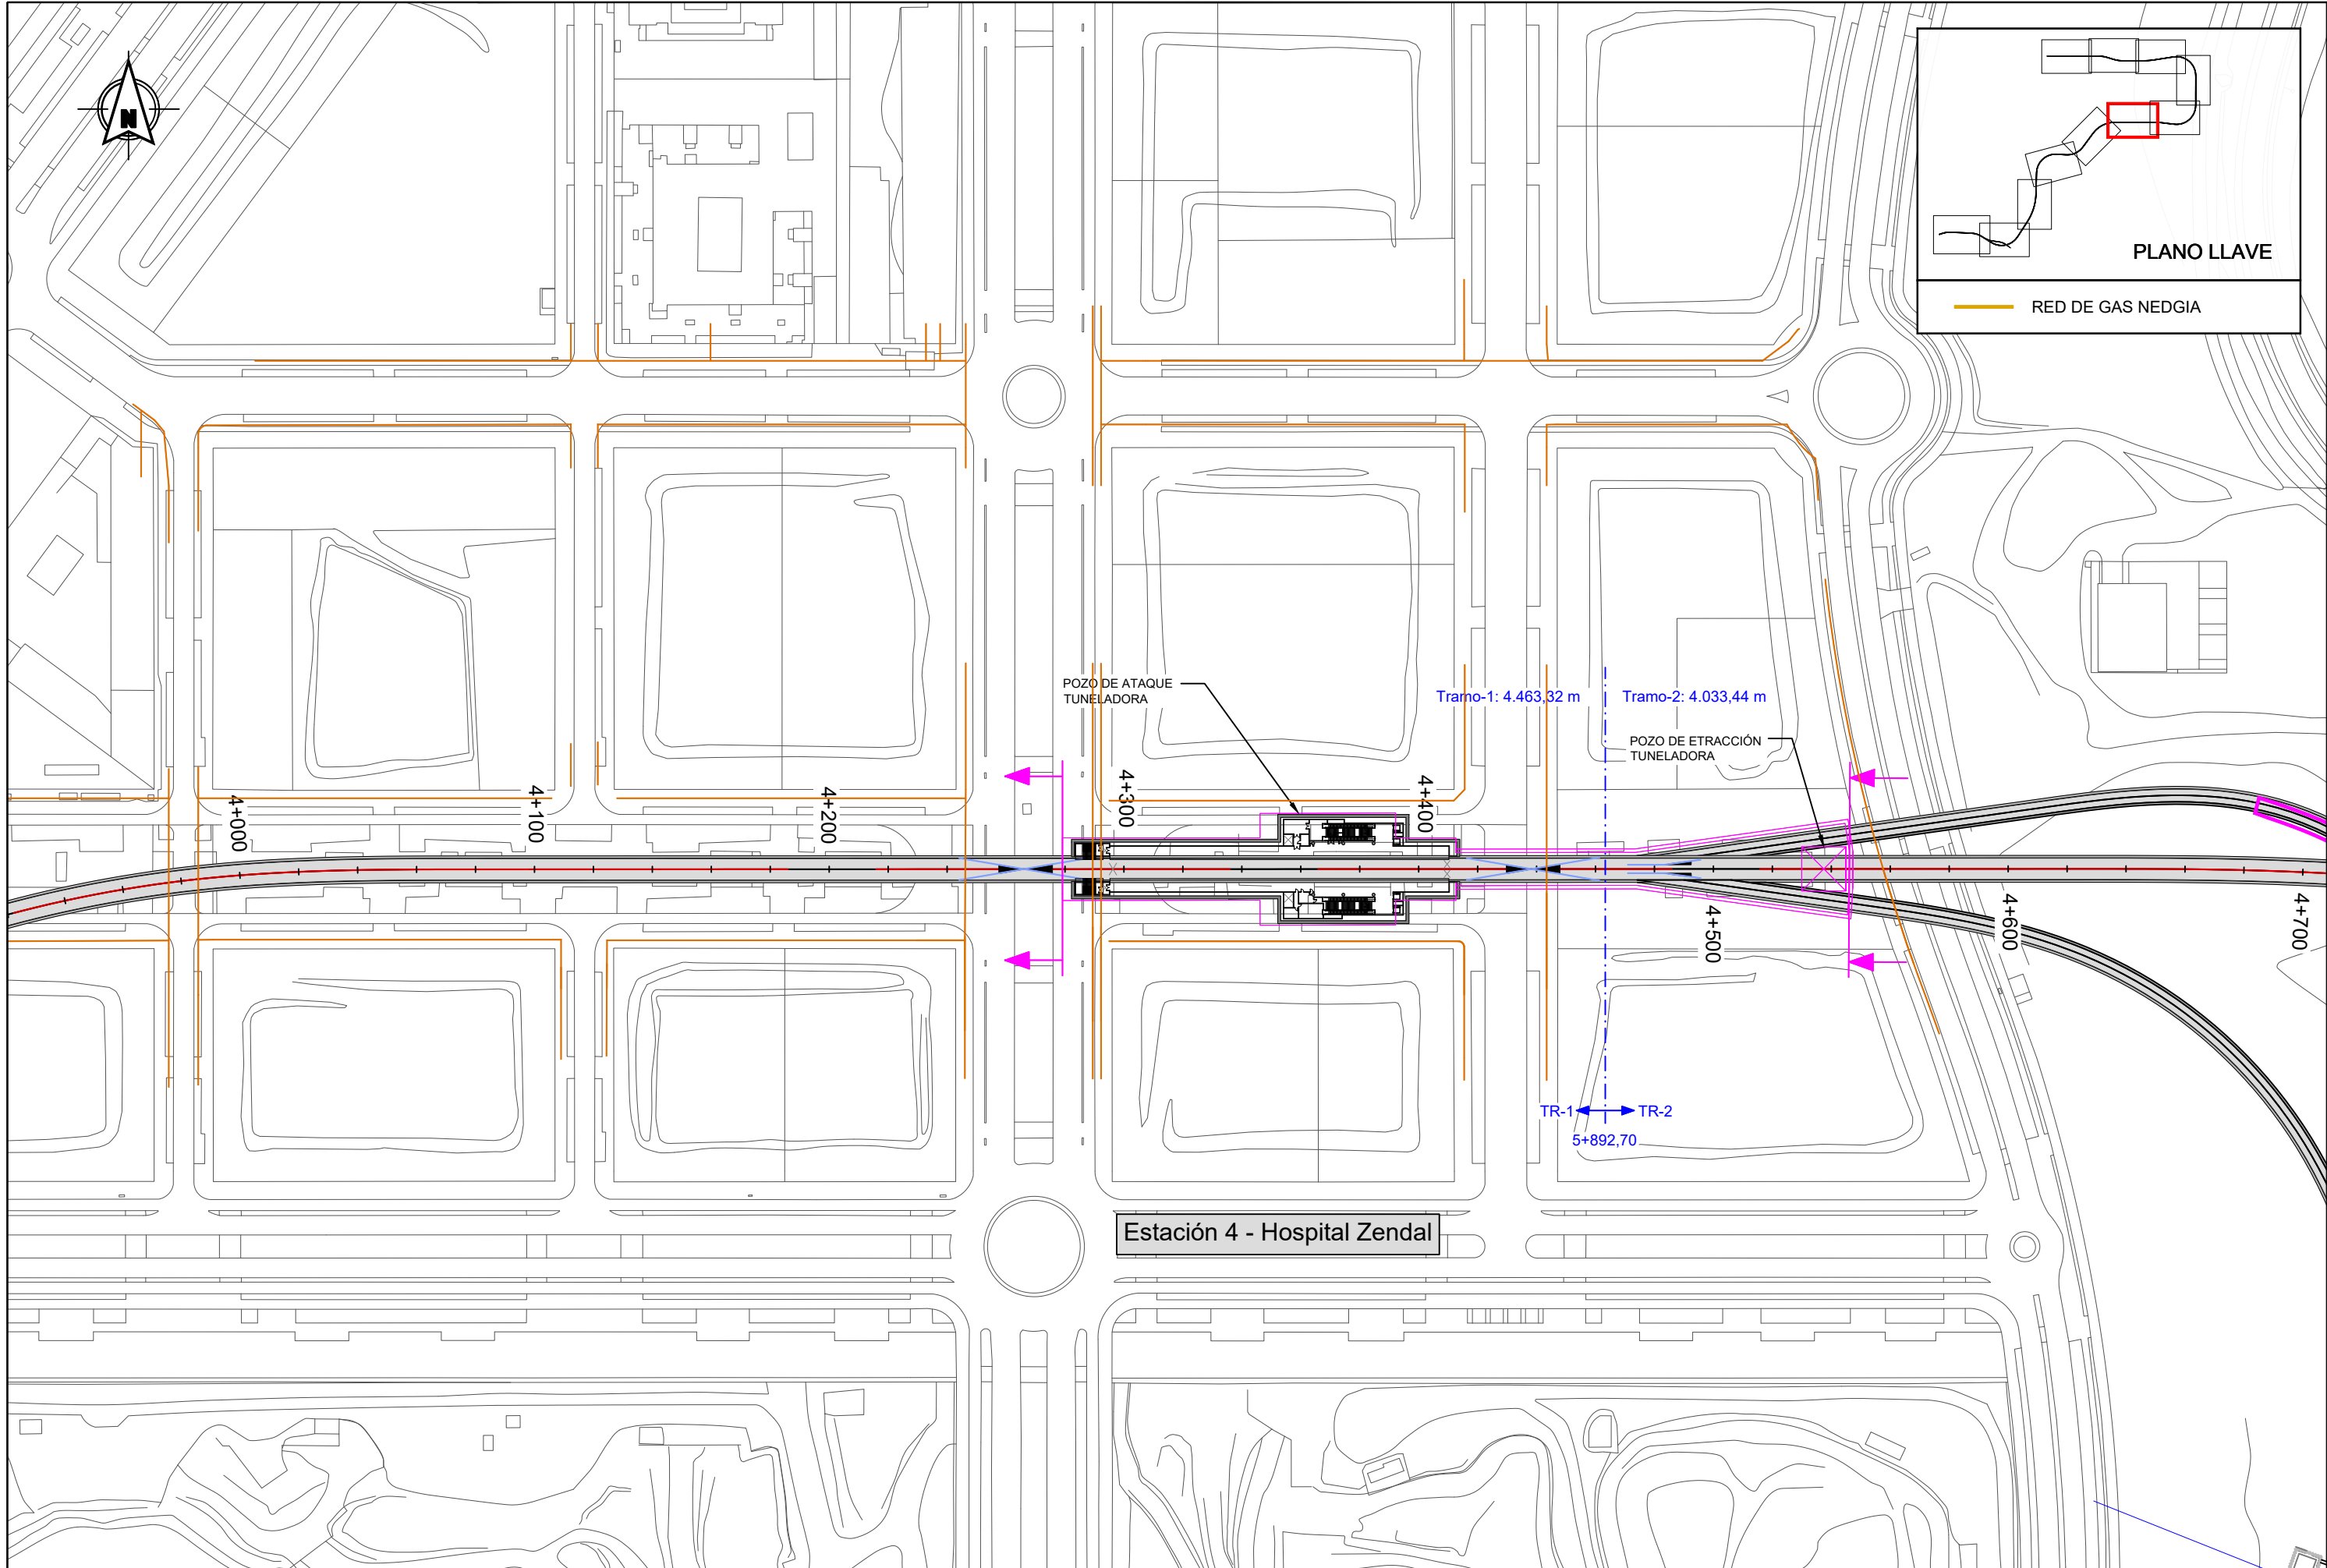 N
PLANO LLAVE
RED DE GAS NEDGIA
POZO DE ATAQUE
TUNELADORA
Tramo-1: 4.463,32 m
Tramo-2: 4.033,44 m
POZO DE ETRACCIÓN
TUNELADORA
4+000
4+100
4+200
4+300
4+400
4+500
4+600
4+700
TR-1
TR-2
5+892,70
Estación 4 - Hospital Zendal